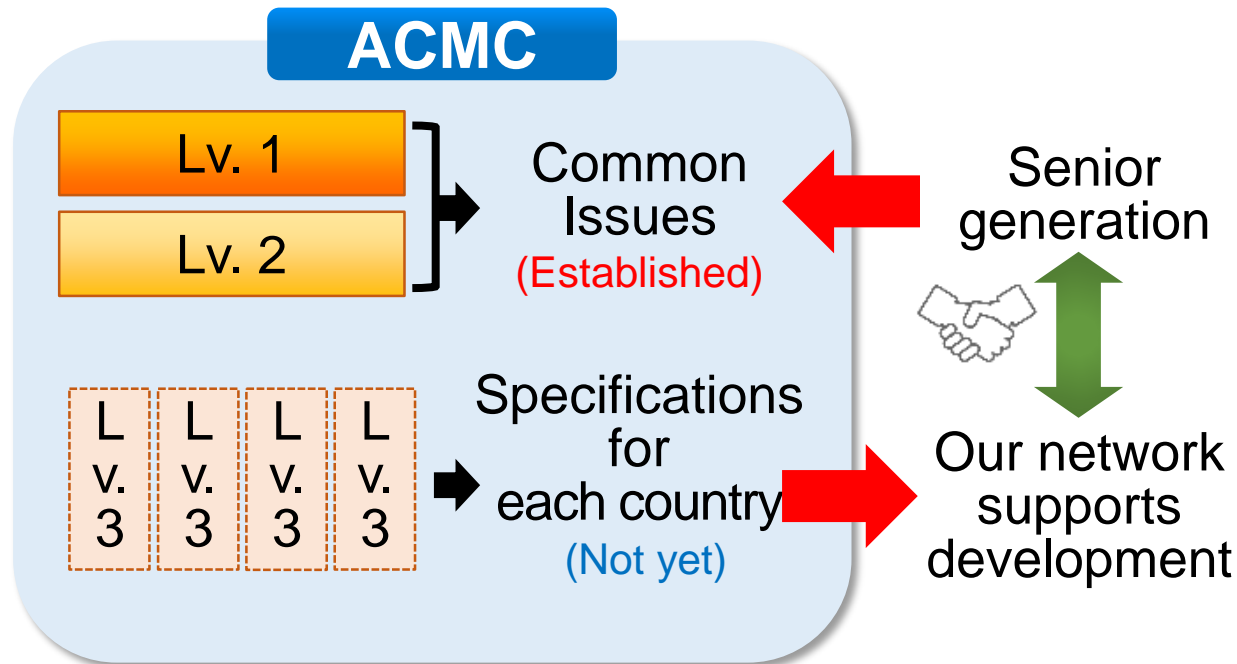 ACMC
Lv. 1
Lv. 2
Common
Issues
(Established)
Senior
generation
L
v.
3
L
v.
3
L
v.
3
L
v.
3
Specifications
for
each country
(Not yet)
Our network
supports
development